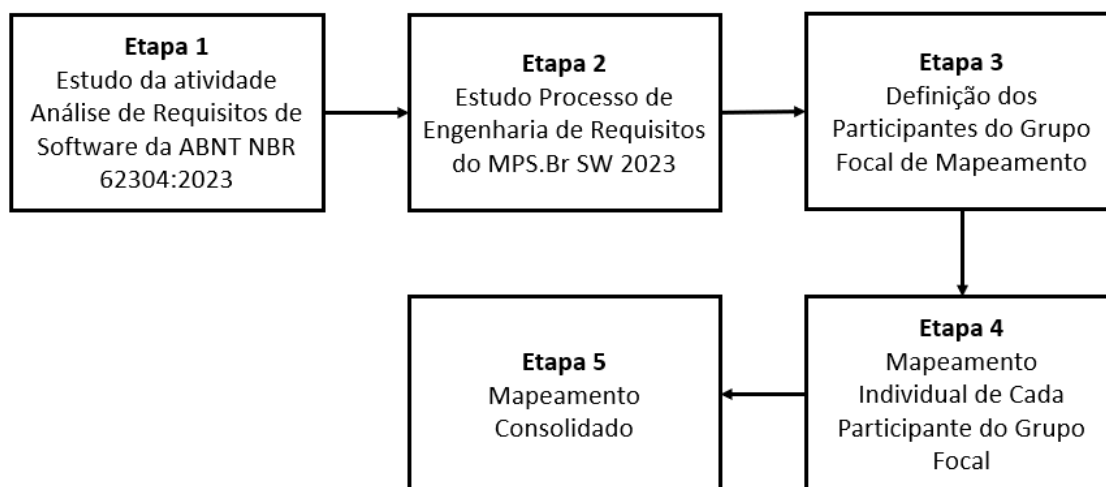 Etapa 1
Estudo da atividade
Análise de Requisitos de
Software da ABNT NBR
62304:2023
Etapa 2
Estudo Processo de
Engenharia de Requisitos
do MPS.Br SW 2023
Etapa 3
Definição dos
Participantes do Grupo
Focal de Mapeamento
Etapa 4
Mapeamento
Individual de Cada
Participante do Grupo
Focal
Etapa 5
Mapeamento
Consolidado